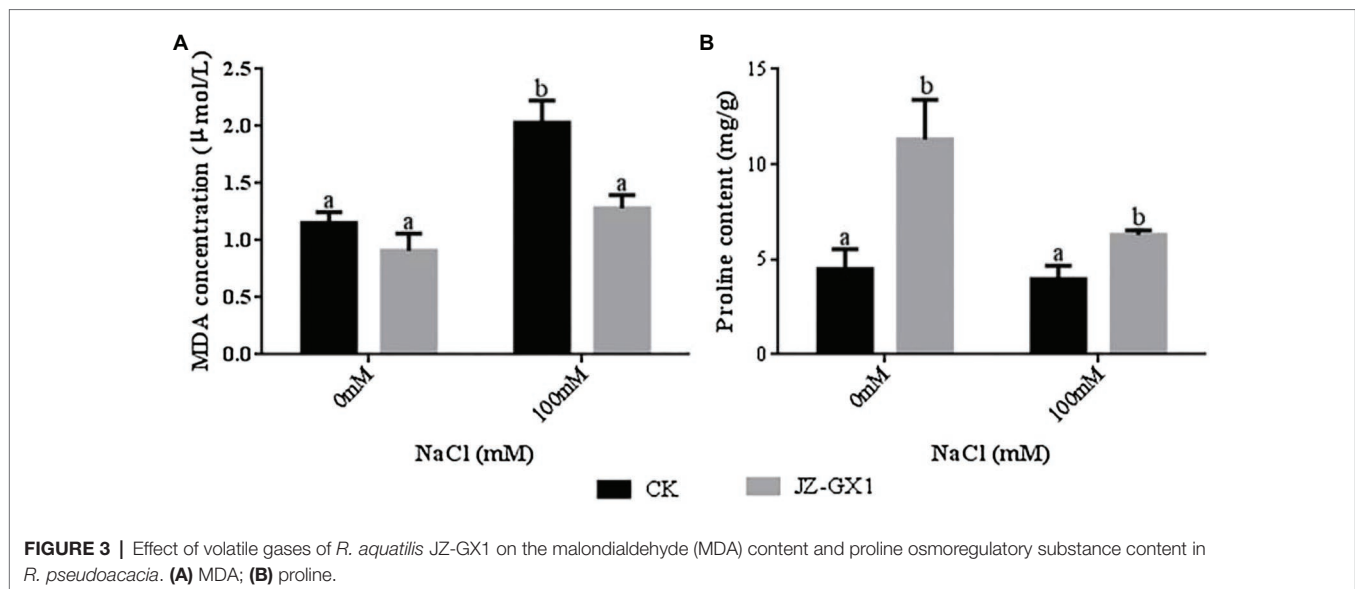 A
MDA concentration (μmol/L)
2.5
2.0
1.5
1.0
0.5
0.0
a
a
b
a
0mM
100mM
NaCl (mM)
B
Proline content (mg/g)
15
10
5
0
a
b
a
b
0mM
100mM
NaCl (mM)
CK
JZ-GX1
FIGURE 3 | Effect of volatile gases of R. aquatilis JZ-GX1 on the malondialdehyde (MDA) content and proline osmoregulatory substance content in
R. pseudoacacia. (A) MDA; (B) proline.